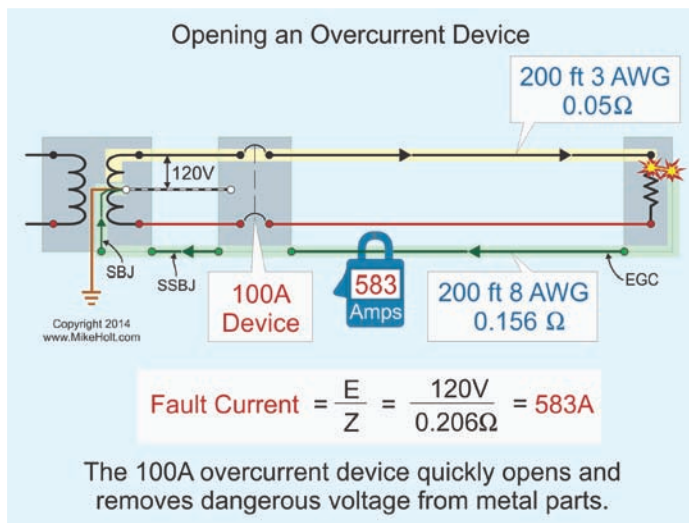 Opening an Overcurrent Device
200 ft 3 AWG
0.05Ω
120V
SBJ
SSBJ
EGC
100A
Device
583
Amps
200 ft 8 AWG
0.156 Ω
Copyright 2014
www.MikeHolt.com
Fault Current = E/Z = 120V/0.206Ω = 583A
The 100A overcurrent device quickly opens and
removes dangerous voltage from metal parts.